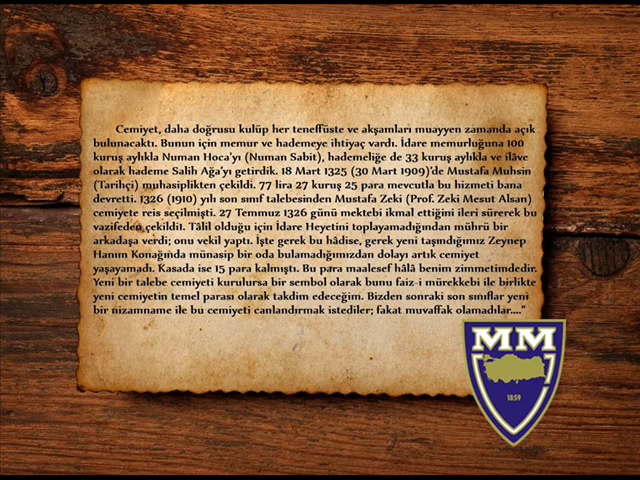 Cemiyet, daha doğrusu kulüp her teneffüste ve akşamları muayyen zamanda açık
bulunacaktı. Bunun için memur ve hademeye ihtiyaç vardı. İdare memurluğuna 100
kuruş aylıkla Numan Hoca'yı (Numan Sabit), hademeliğe de 33 kuruş aylıkla ve ilâve
olarak hademe Salih Ağa'yı getirdik. 18 Mart 1325 (30 Mart 1909)'de Mustafa Muhsin
(Tarihçi) muhasiplikten çekildi. 77 lira 27 kuruş 25 para mevcutla bu hizmeti bana
devretti. 1326 (1910) yılı son sınıf talebesinden Mustafa Zeki (Prof. Zeki Mesut Alsan)
cemiyete reis seçilmişti. 27 Temmuz 1326 günü mektebi ikmal ettiğini ileri sürerek bu
vazifeden çekildi. Tâlil olduğu için İdare Heyetini toplayamadığından mührü bir
arkadaşa verdi; onu vekil yaptı. İşte gerek bu hâdise, gerek yeni taşındığımız Zeynep
Hanım Konağında münasip bir oda bulamadığımızdan dolayı artık cemiyet
yaşayamadı. Kasada ise 15 para kalmıştı. Bu para maalesef hâlâ benim zimmetimdedir.
Yeni bir talebe cemiyeti kurulursa bir sembol olarak bunu faiz-i mürekkebi ile birlikte
yeni cemiyetin temel parası olarak takdim edeceğim. Bizden sonraki son sınıflar yeni
bir nizamname ile bu cemiyeti canlandırmak istediler; fakat muvaffak olamadılar...."
MM
1859